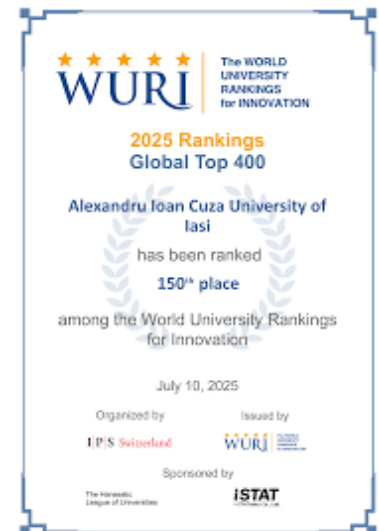 WURI
The WORLD
UNIVERSITY
RANKINGS
for INNOVATION
2025 Rankings
Global Top 400
Alexandru Ioan Cuza University of
Iasi
has been ranked
150th place
among the World University Rankings
for Innovation
July 10, 2025
Organized by
Issued by
IPS Switzerland
WURI
Sponsored by
The Hanseatic
League of Universities
iSTAT